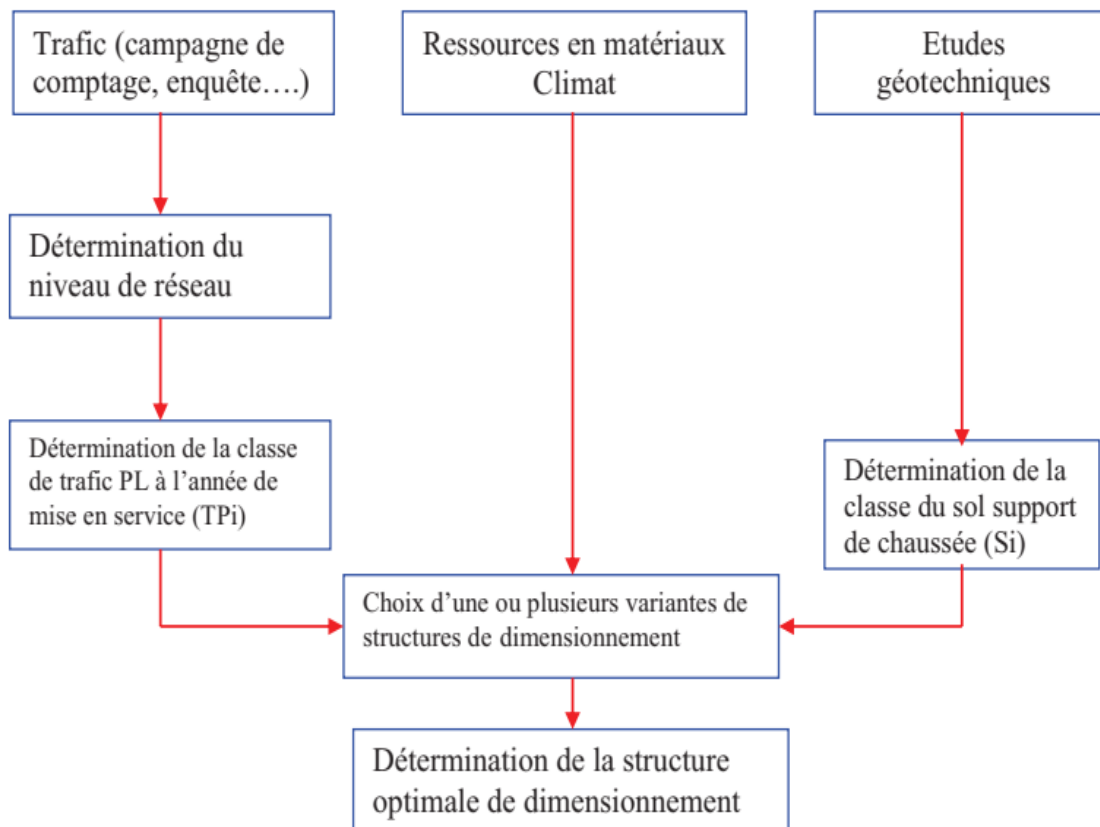 Trafic (campagne de
comptage, enquête….)
Ressources en matériaux
Climat
Etudes
géotechniques
Détermination du
niveau de réseau
Détermination de la classe
de trafic PL à l’année de
mise en service (TPi)
Détermination de la
classe du sol support
de chaussée (Si)
Choix d’une ou plusieurs variantes de
structures de dimensionnement
Détermination de la structure
optimale de dimensionnement